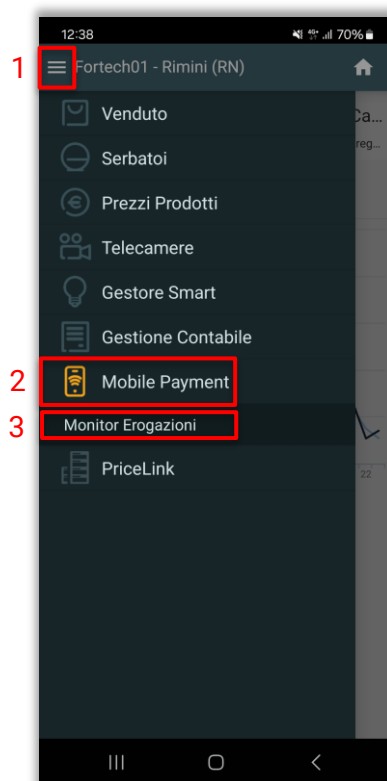 12:38 70%
1 Fortech01 - Rimini (RN)
Venduto
Serbatoi
Prezzi Prodotti
Telecamere
Gestore Smart
Gestione Contabile
2 Mobile Payment
3 Monitor Erogazioni
PriceLink
22